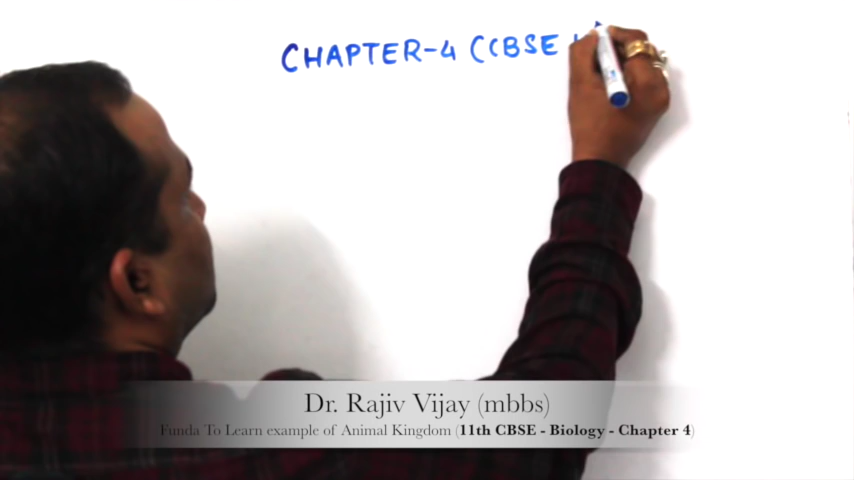 CHAPTER-4 (CBSE
Dr. Rajiv Vijay (mbbs)
Funda To Learn example of Animal Kingdom (11th CBSE - Biology - Chapter 4)